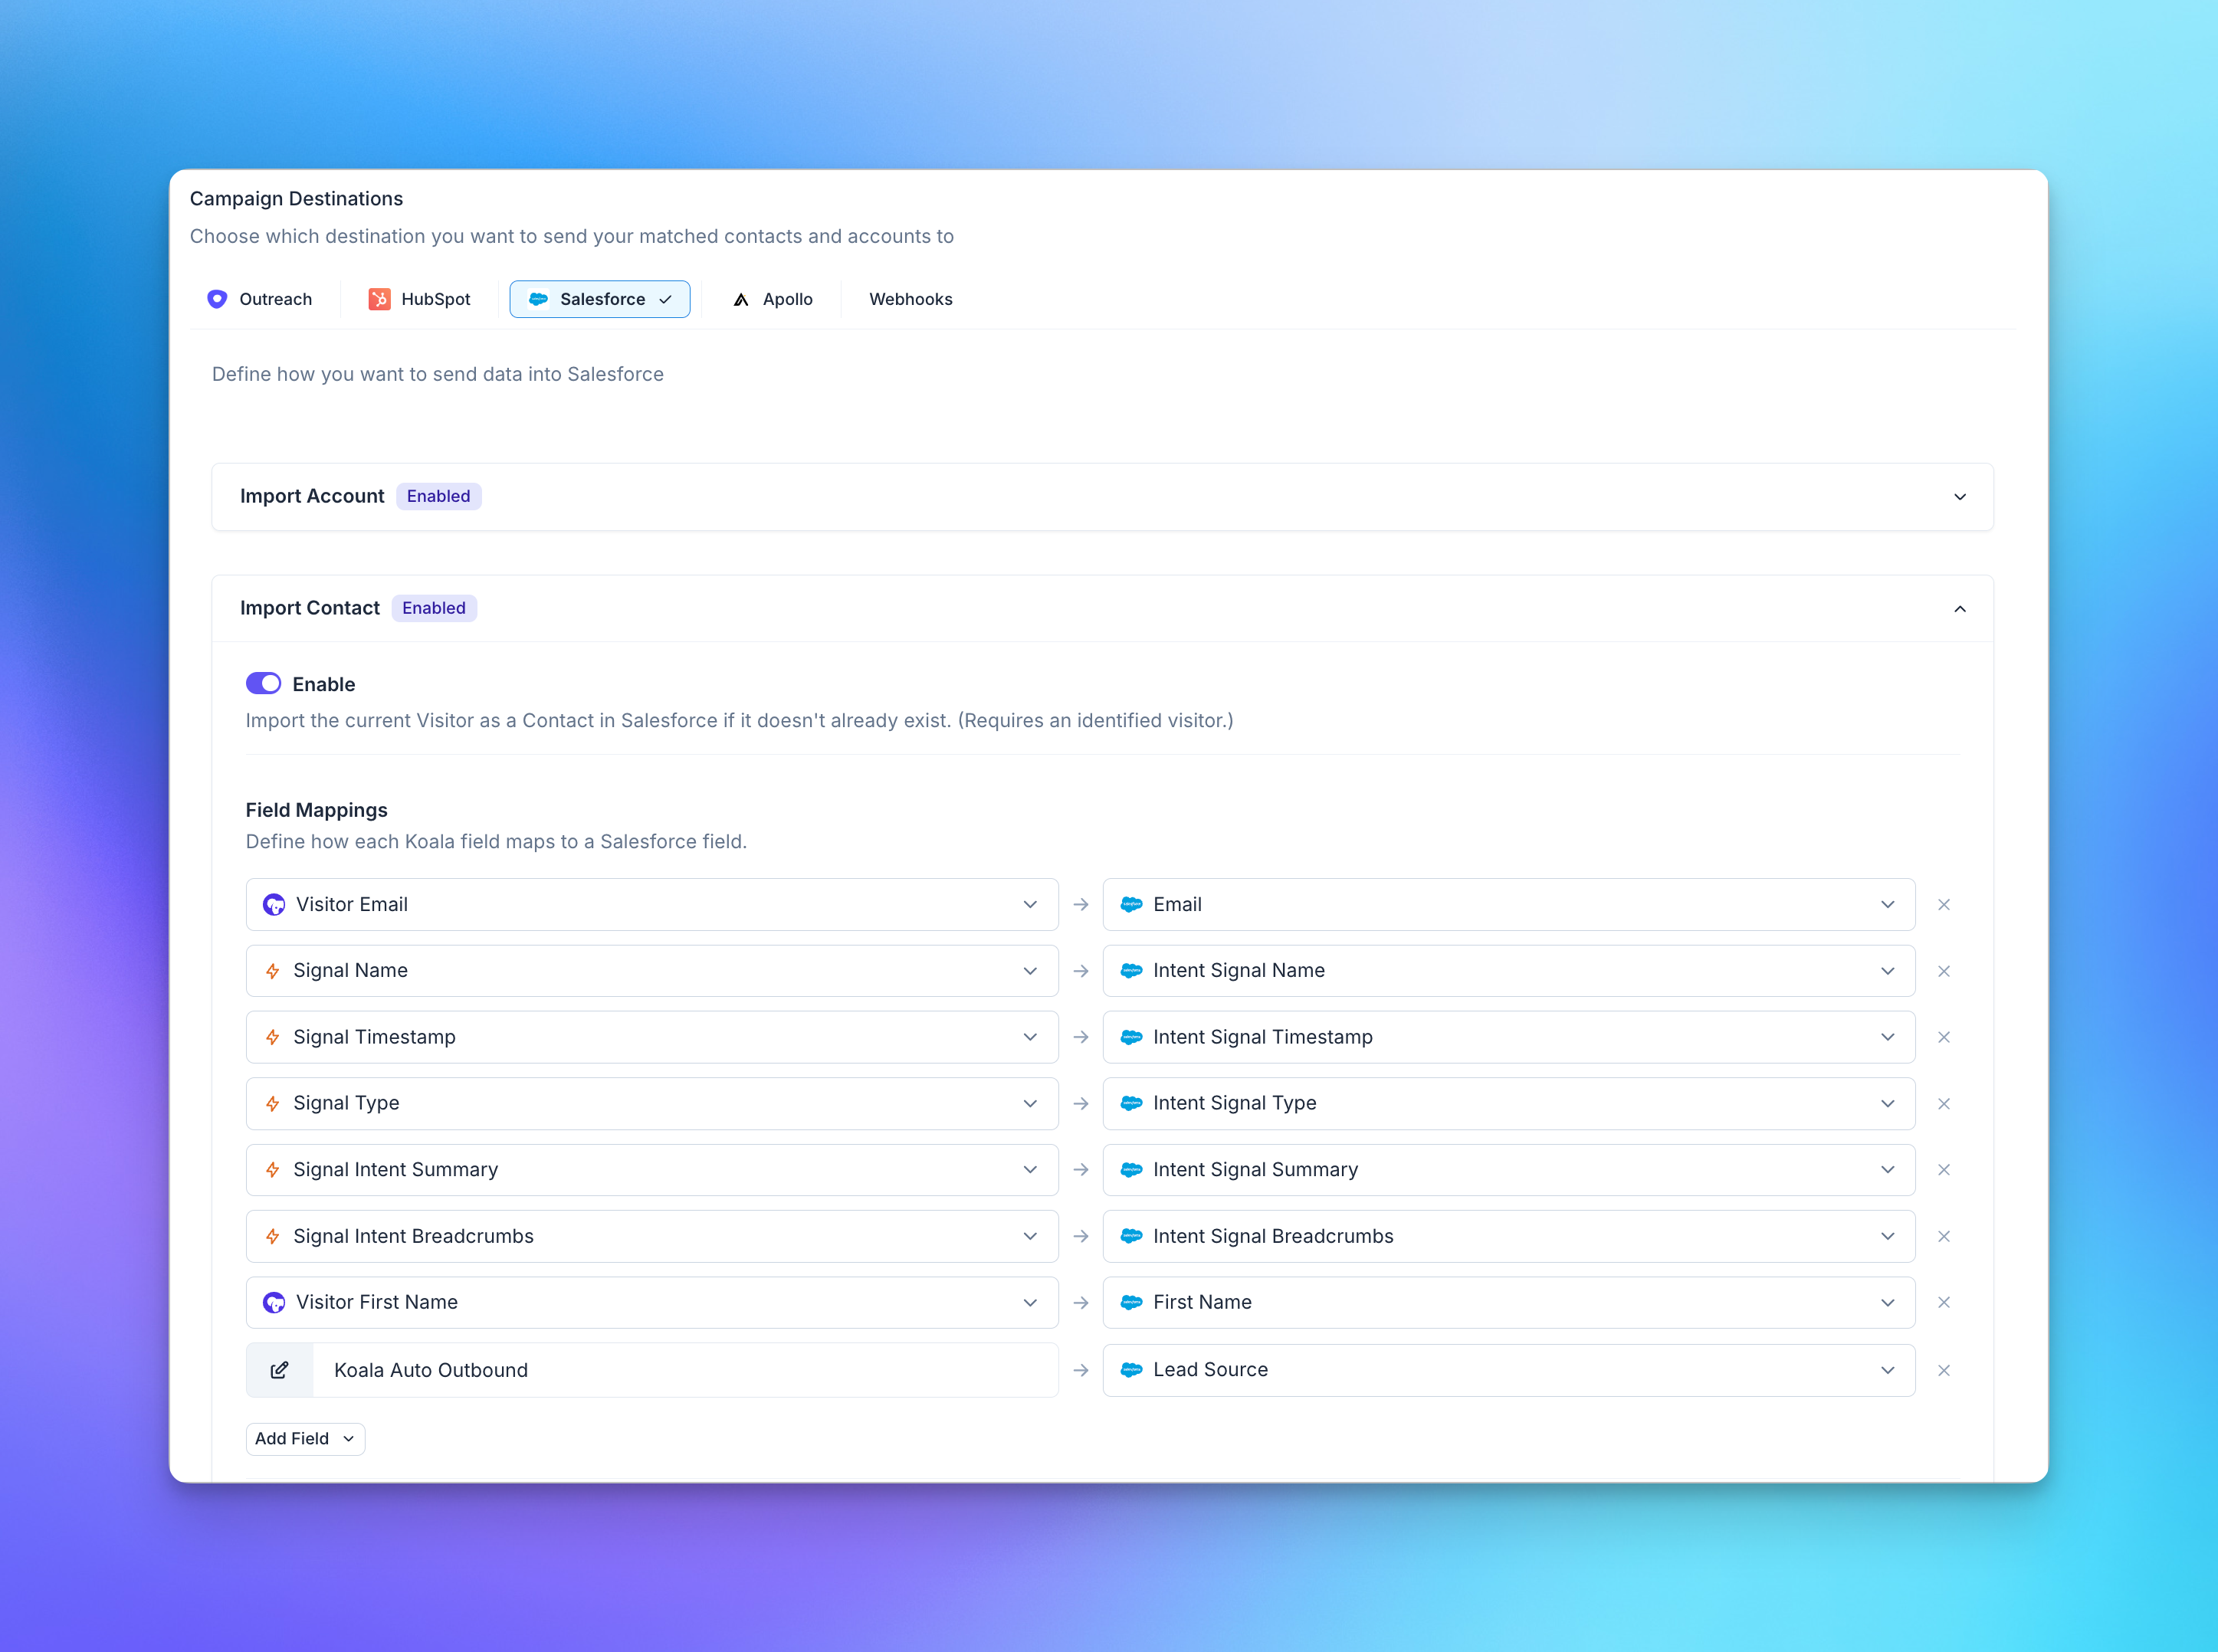 Campaign Destinations
Choose which destination you want to send your matched contacts and accounts to
Outreach HubSpot Salesforce Apollo Webhooks
Define how you want to send data into Salesforce
Import Account Enabled
Import Contact Enabled
Enable
Import the current Visitor as a Contact in Salesforce if it doesn't already exist. (Requires an identified visitor.)
Field Mappings
Define how each Koala field maps to a Salesforce field.
Visitor Email Email
Signal Name Intent Signal Name
Signal Timestamp Intent Signal Timestamp
Signal Type Intent Signal Type
Signal Intent Summary Intent Signal Summary
Signal Intent Breadcrumbs Intent Signal Breadcrumbs
Visitor First Name First Name
Koala Auto Outbound Lead Source
Add Field